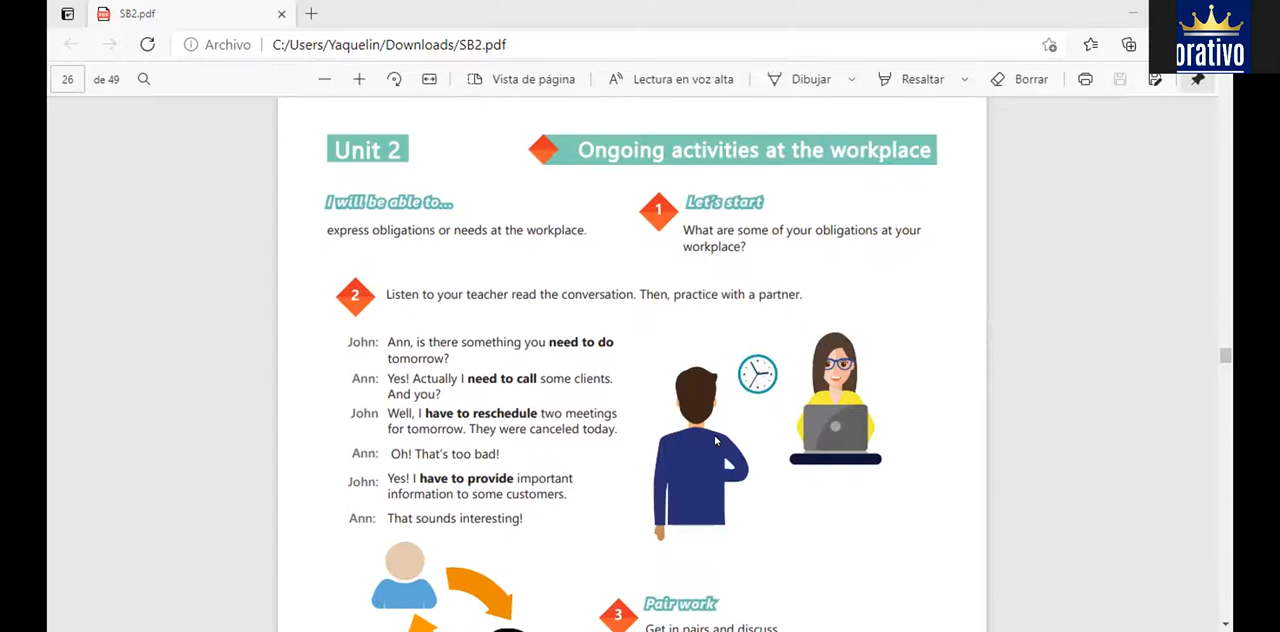 SB2.pdf
Archivo
C:/Users/Yaquelin/Downloads/SB2.pdf
orativo
26 de 49
Vista de página
Lectura en voz alta
Dibujar
Resaltar
Borrar
Unit 2
Ongoing activities at the workplace
I will be able to...
express obligations or needs at the workplace.
1
Let's start
What are some of your obligations at your
workplace?
2
Listen to your teacher read the conversation. Then, practice with a partner.
John: Ann, is there something you need to do
tomorrow?
Ann: Yes! Actually I need to call some clients.
And you?
John Well, I have to reschedule two meetings
for tomorrow. They were canceled today.
Ann: Oh! That's too bad!
John: Yes! I have to provide important
information to some customers.
Ann: That sounds interesting!
3
Pair work
Get in pairs and discuss